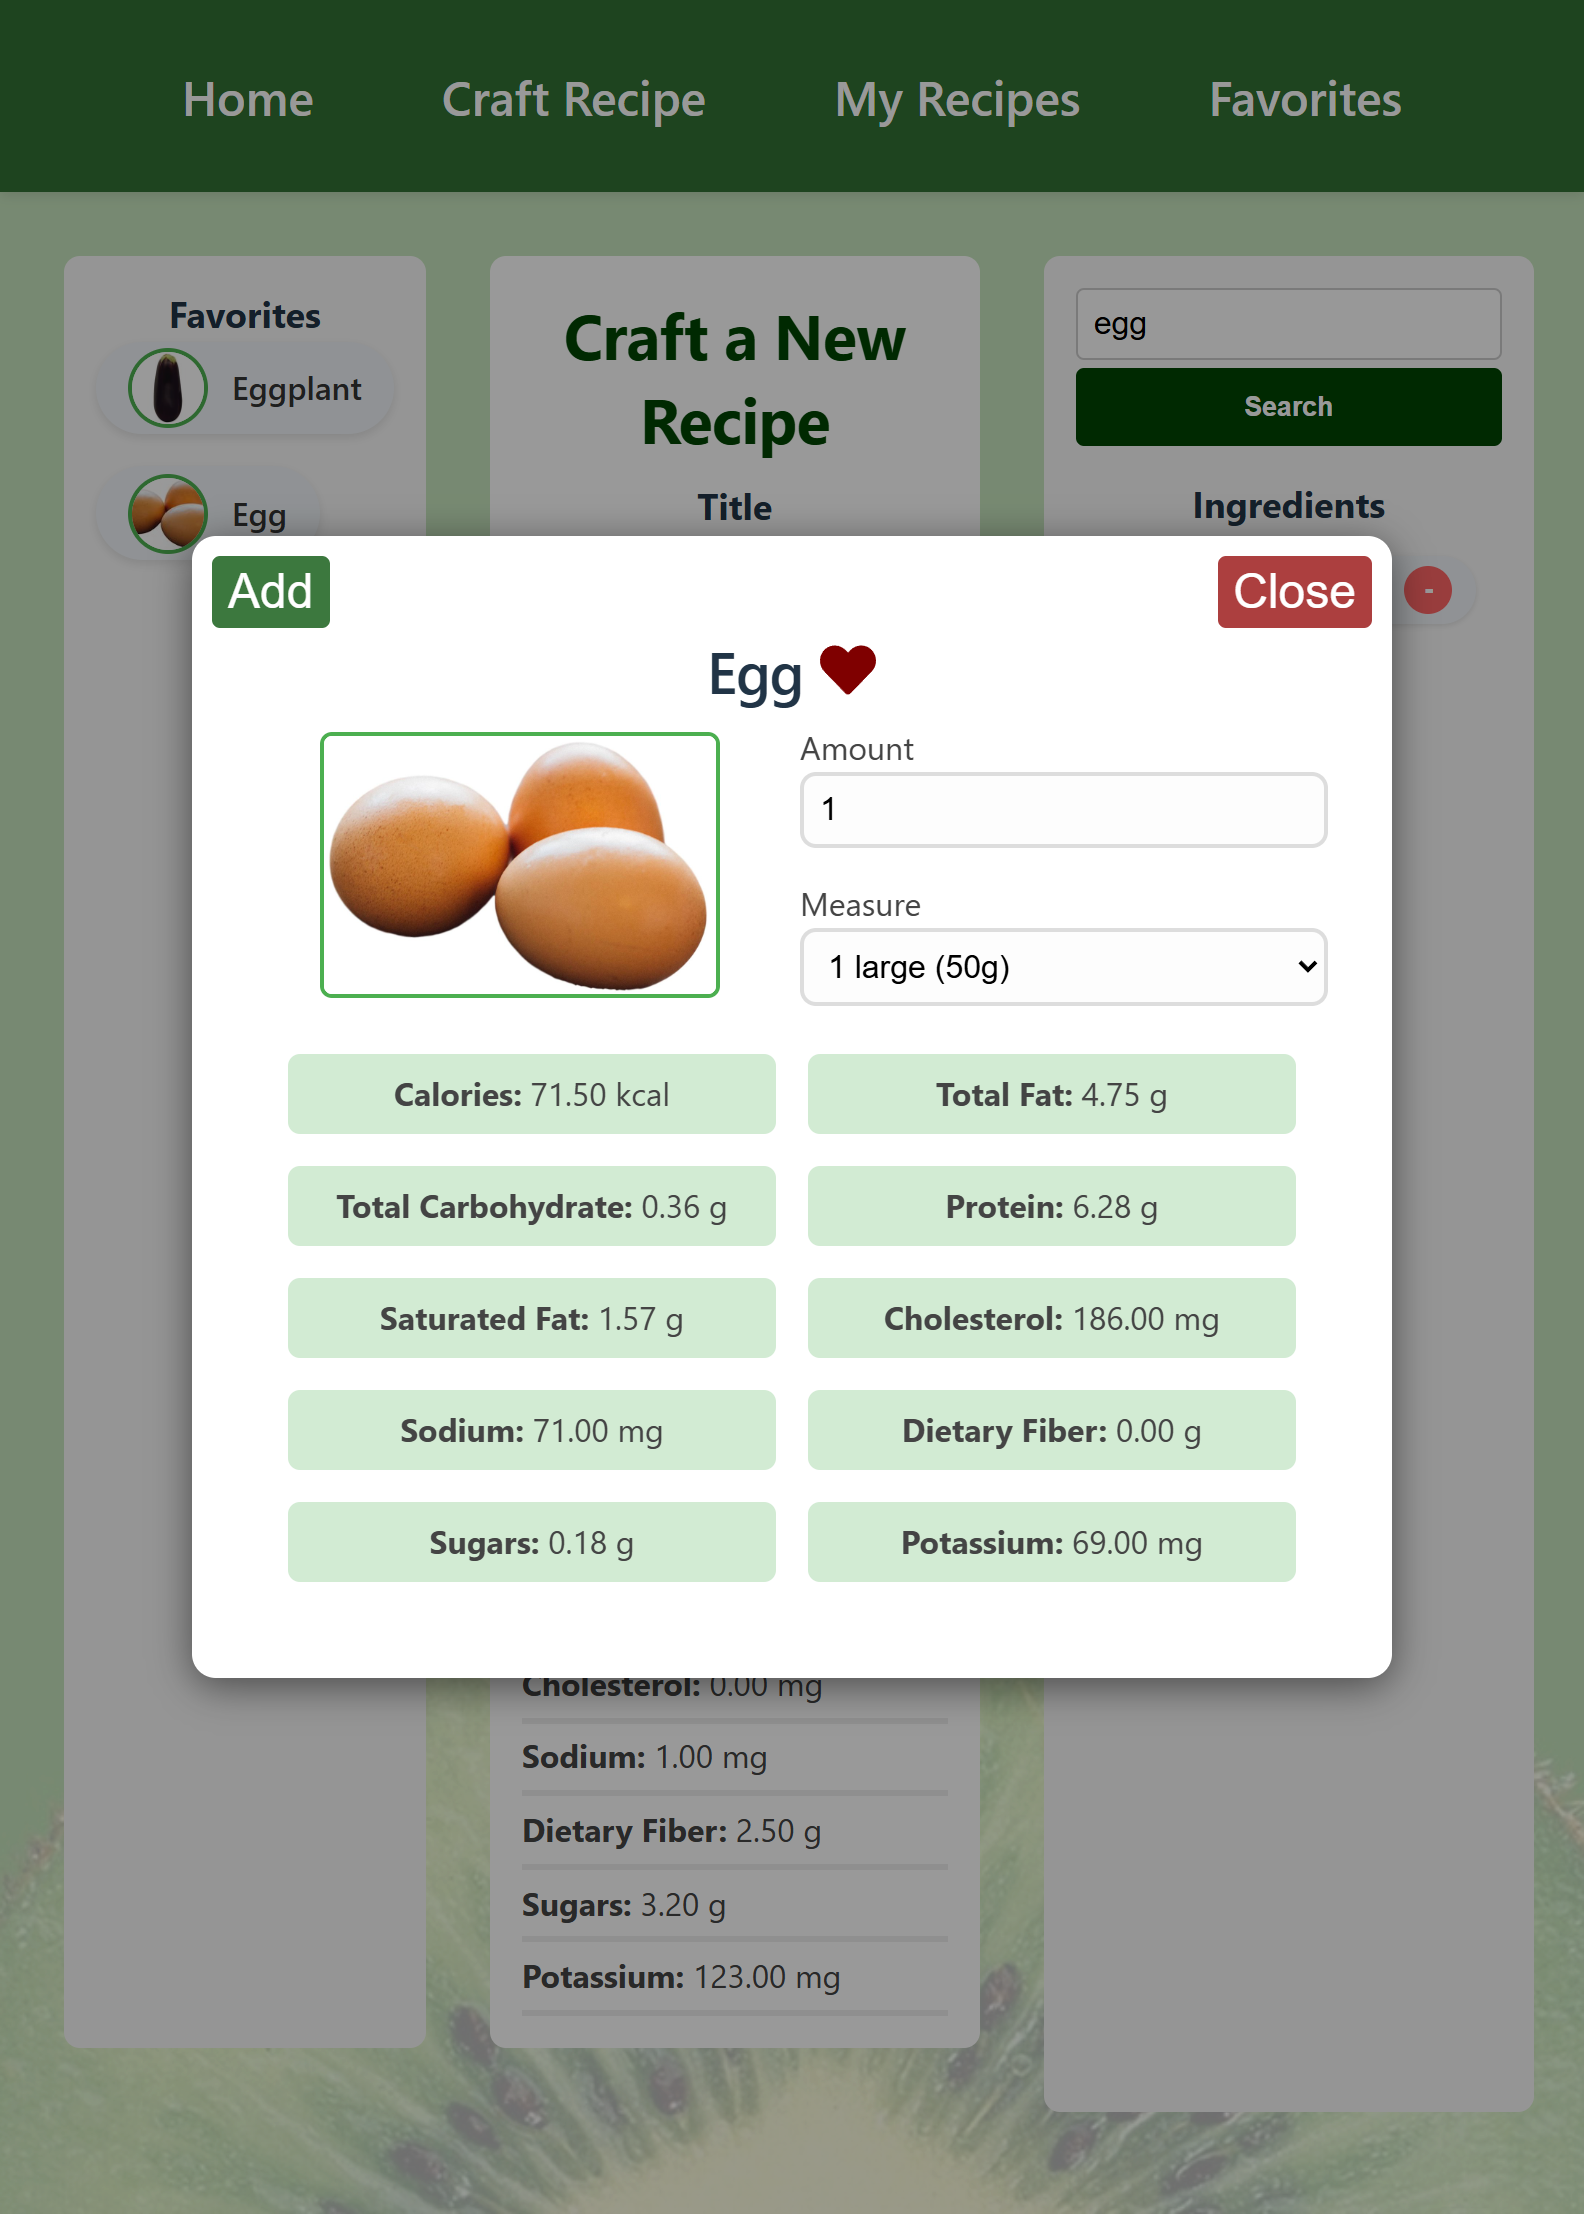 Home Craft Recipe My Recipes Favorites
Favorites
Eggplant
Egg
Craft a New
Recipe
Title
egg
Search
Ingredients
-
Add
Close
Egg
Amount
1
Measure
1 large (50g)
Calories: 71.50 kcal
Total Fat: 4.75 g
Total Carbohydrate: 0.36 g
Protein: 6.28 g
Saturated Fat: 1.57 g
Cholesterol: 186.00 mg
Sodium: 71.00 mg
Dietary Fiber: 0.00 g
Sugars: 0.18 g
Potassium: 69.00 mg
Cholesterol: 0.00 mg
Sodium: 1.00 mg
Dietary Fiber: 2.50 g
Sugars: 3.20 g
Potassium: 123.00 mg